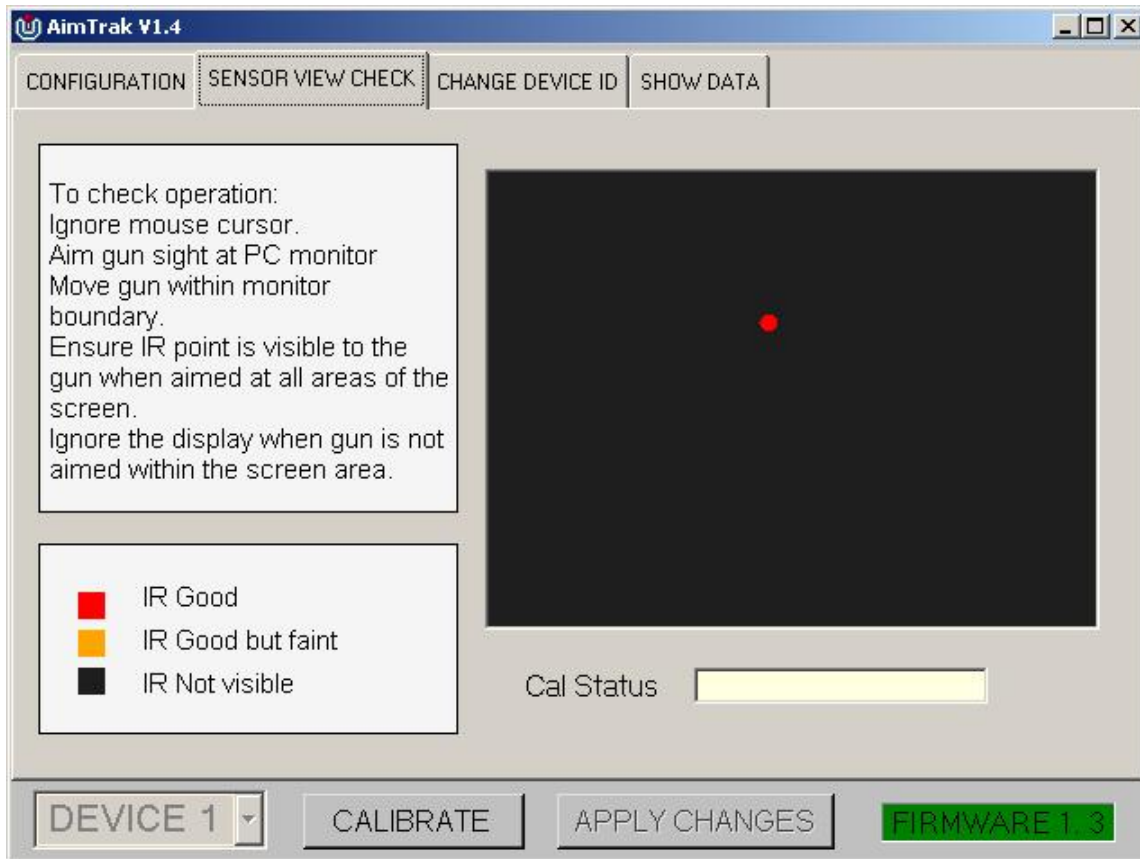 AimTrak V1.4
CONFIGURATION
SENSOR VIEW CHECK
CHANGE DEVICE ID
SHOW DATA
To check operation:
Ignore mouse cursor.
Aim gun sight at PC monitor
Move gun within monitor
boundary.
Ensure IR point is visible to the
gun when aimed at all areas of the
screen.
Ignore the display when gun is not
aimed within the screen area.
IR Good
IR Good but faint
IR Not visible
Cal Status
DEVICE 1
CALIBRATE
APPLY CHANGES
FIRMWARE 1. 3